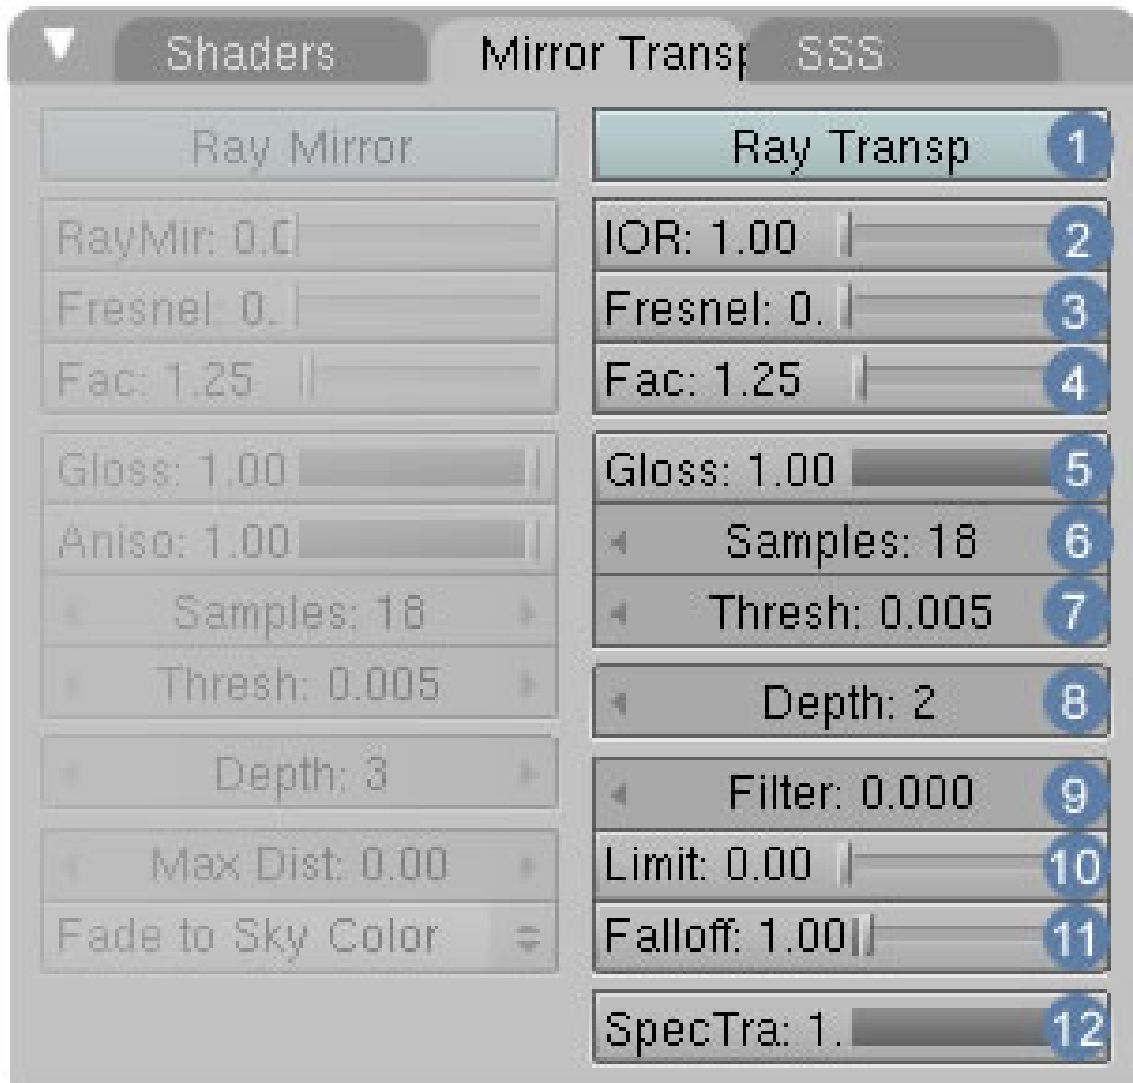 Shaders
Mirror Transp
SSS
Ray Mirror
RayMir: 0.0
Fresnel: 0.
Fac: 1.25
Gloss: 1.00
Aniso: 1.00
Samples: 18
Thresh: 0.005
Depth: 3
Max Dist: 0.00
Fade to Sky Color
Ray Transp 1
IOR: 1.00 2
Fresnel: 0. 3
Fac: 1.25 4
Gloss: 1.00 5
Samples: 18 6
Thresh: 0.005 7
Depth: 2 8
Filter: 0.000 9
Limit: 0.00 10
Falloff: 1.00 11
SpecTra: 1. 12